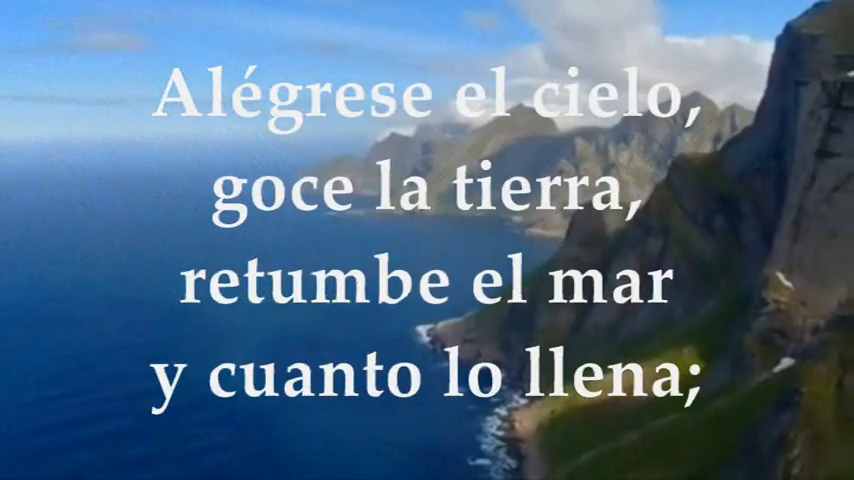 Alégrese el cielo,
goce la tierra,
retumbe el mar
y cuanto lo llena;